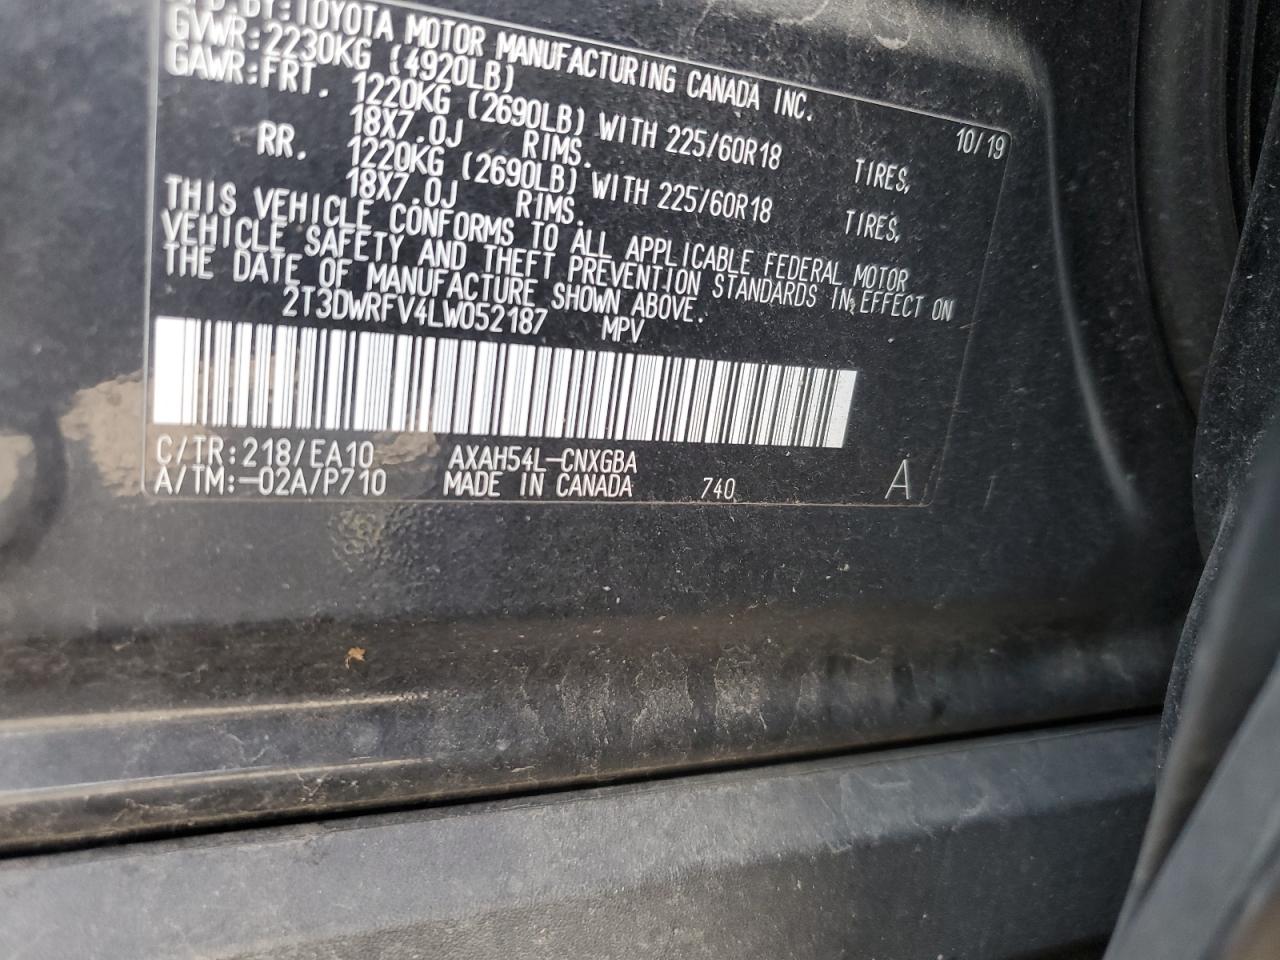 MFD.BY:TOYOTA MOTOR MANUFACTURING CANADA INC.
GVWR:2230KG (4920LB) 10/19
GAWR:FRT. 1220KG (2690LB) WITH 225/60R18 TIRES,
18X7.0J RIMS.
RR. 1220KG (2690LB) WITH 225/60R18 TIRES,
18X7.0J RIMS.
THIS VEHICLE CONFORMS TO ALL APPLICABLE FEDERAL MOTOR
VEHICLE SAFETY AND THEFT PREVENTION STANDARDS IN EFFECT ON
THE DATE OF MANUFACTURE SHOWN ABOVE.
2T3DWRFV4LW052187 MPV
C/TR:218/EA10 AXAH54L-CNXGBA
A/TM:-02A/P710 MADE IN CANADA 740 A